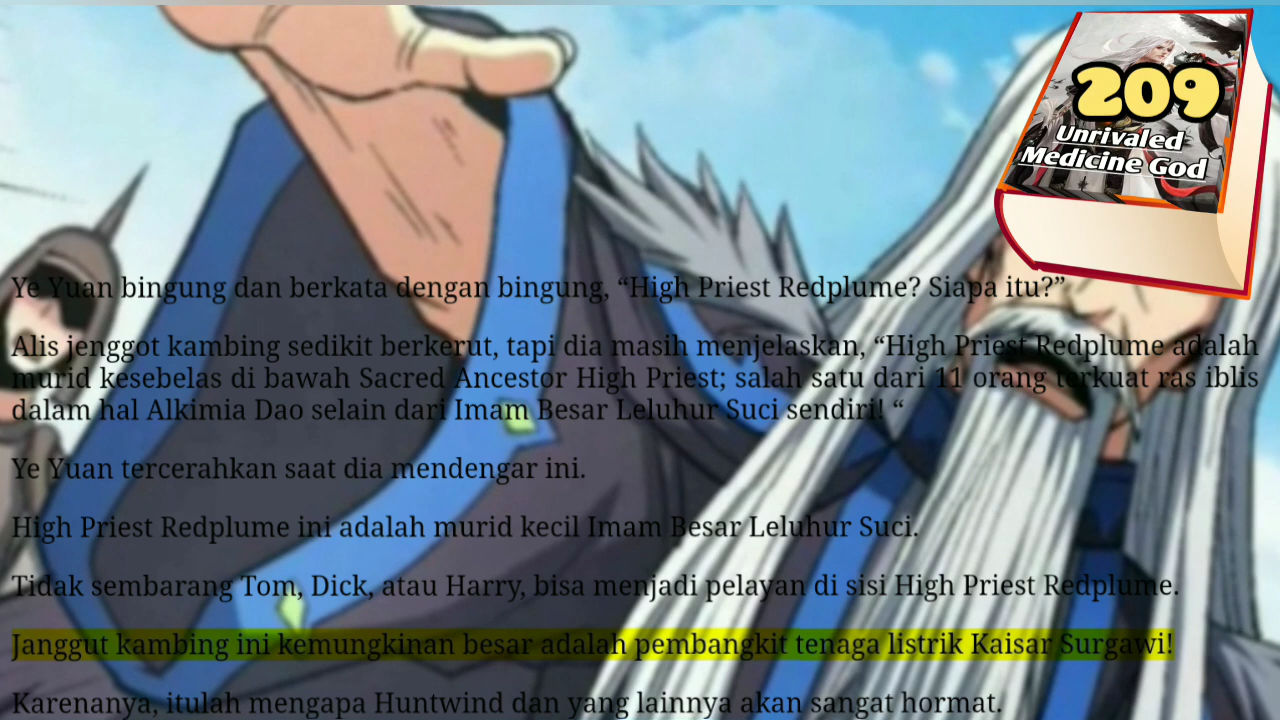 209
Unrivaled
Medicine God
Ye Yuan bingung dan berkata dengan bingung, “High Priest Redplume? Siapa itu?”
Alis jenggot kambing sedikit berkerut, tapi dia masih menjelaskan, “High Priest Redplume adalah
murid kesebelas di bawah Sacred Ancestor High Priest; salah satu dari 11 orang terkuat ras iblis
dalam hal Alkimia Dao selain dari Imam Besar Leluhur Suci sendiri! “
Ye Yuan tercerahkan saat dia mendengar ini.
High Priest Redplume ini adalah murid kecil Imam Besar Leluhur Suci.
Tidak sembarang Tom, Dick, atau Harry, bisa menjadi pelayan di sisi High Priest Redplume.
Janggut kambing ini kemungkinan besar adalah pembangkit tenaga listrik Kaisar Surgawi!
Karenanya, itulah mengapa Huntwind dan yang lainnya akan sangat hormat.